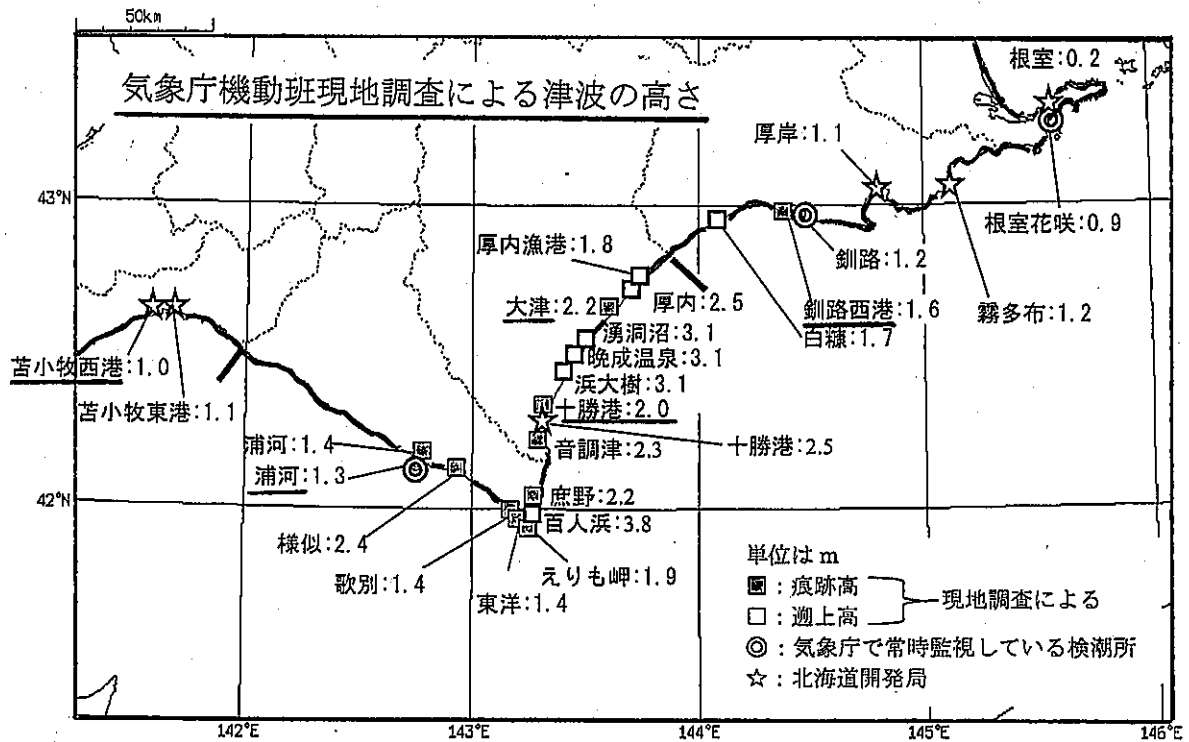 50km
気象庁機動班現地調査による津波の高さ
根室:0.2
厚岸:1.1
43°N
根室花咲:0.9
厚内漁港:1.8
釧路:1.2
大津:2.2
厚内:2.5
釧路西港:1.6
霧多布:1.2
湧洞沼:3.1
白糠:1.7
晩成温泉:3.1
苫小牧西港:1.0
浜大樹:3.1
苫小牧東港:1.1
十勝港:2.0
浦河:1.4
音調津:2.3
十勝港:2.5
浦河:1.3
42°N
庶野:2.2
百人浜:3.8
様似:2.4
えりも岬:1.9
歌別:1.4
東洋:1.4
単位は m
:痕跡高
:遡上高
現地調査による
:気象庁で常時監視している検潮所
:北海道開発局
142°E
143°E
144°E
145°E
146°E